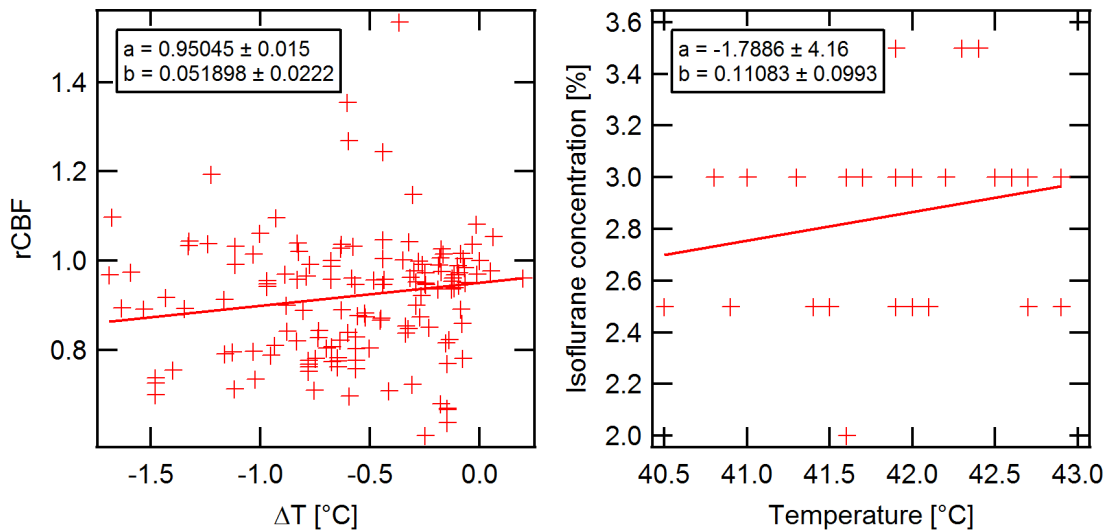 a = 0.95045 ± 0.015
b = 0.051898 ± 0.0222
1.4
1.2
1.0
0.8
rCBF
-1.5
-1.0
-0.5
0.0
ΔT [°C]
a = -1.7886 ± 4.16
b = 0.11083 ± 0.0993
3.6
3.4
3.2
3.0
2.8
2.6
2.4
2.2
2.0
Isoflurane concentration [%]
40.5
41.0
41.5
42.0
42.5
43.0
Temperature [°C]